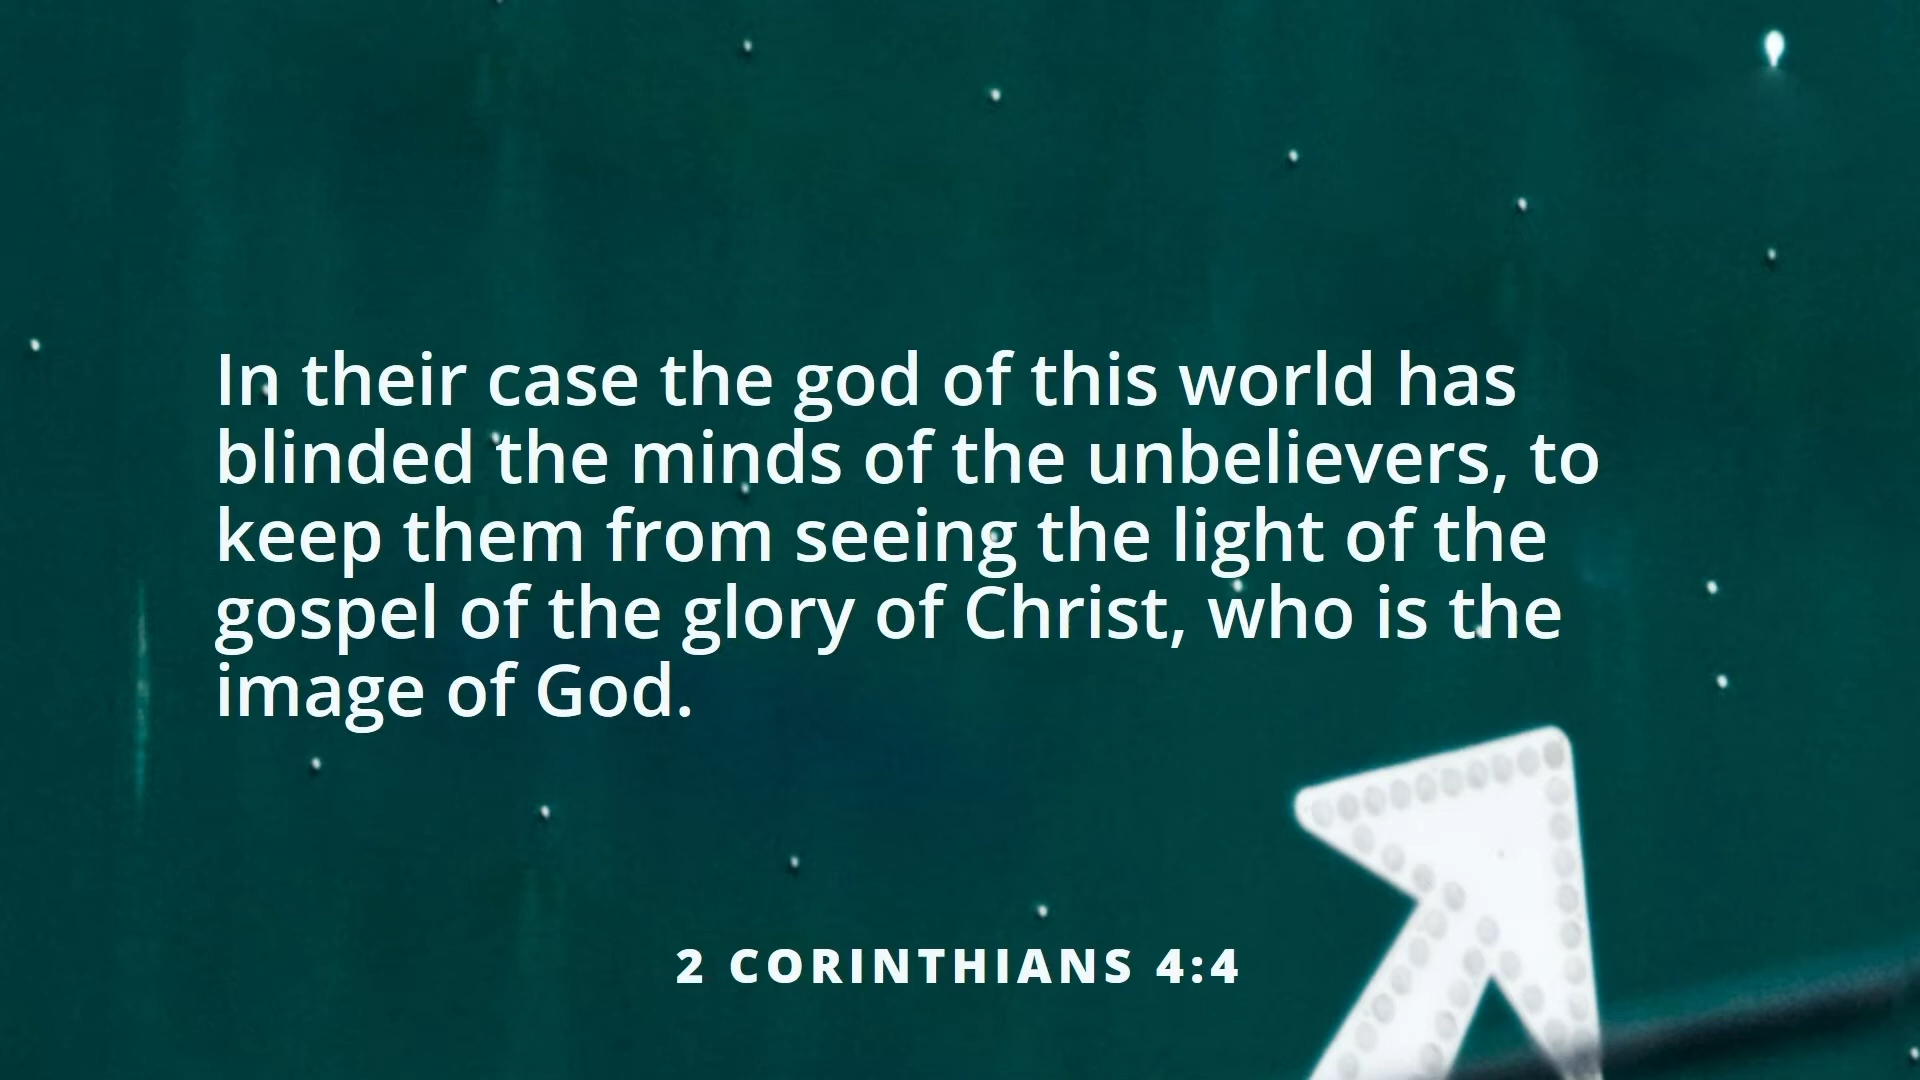 In their case the god of this world has
blinded the minds of the unbelievers, to
keep them from seeing the light of the
gospel of the glory of Christ, who is the
image of God.
2 CORINTHIANS 4:4